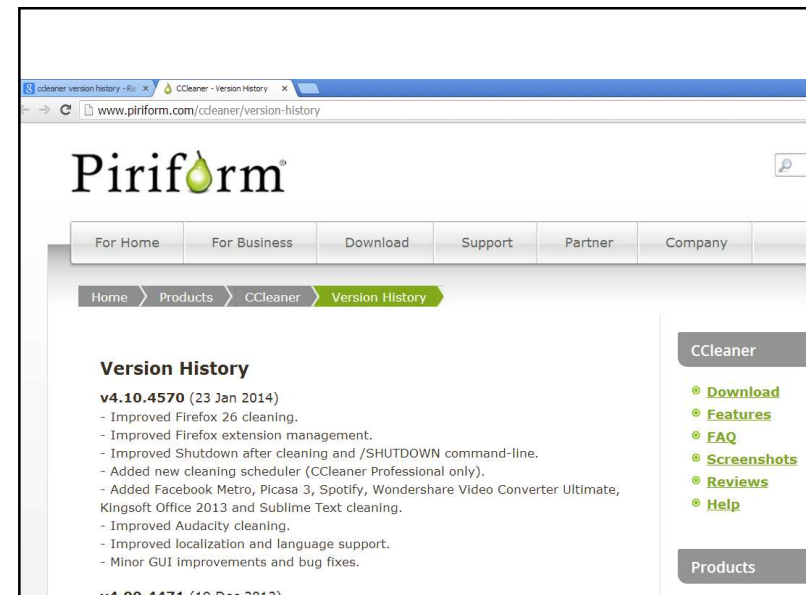 ccleaner version history - Re
CCleaner - Version History
www.piriform.com/ccleaner/version-history
Piriform®
For Home For Business Download Support Partner Company
Home Products CCleaner Version History
Version History
v4.10.4570 (23 Jan 2014)
- Improved Firefox 26 cleaning.
- Improved Firefox extension management.
- Improved Shutdown after cleaning and /SHUTDOWN command-line.
- Added new cleaning scheduler (CCleaner Professional only).
- Added Facebook Metro, Picasa 3, Spotify, Wondershare Video Converter Ultimate,
Kingsoft Office 2013 and Sublime Text cleaning.
- Improved Audacity cleaning.
- Improved localization and language support.
- Minor GUI improvements and bug fixes.
CCleaner
Download
Features
FAQ
Screenshots
Reviews
Help
Products